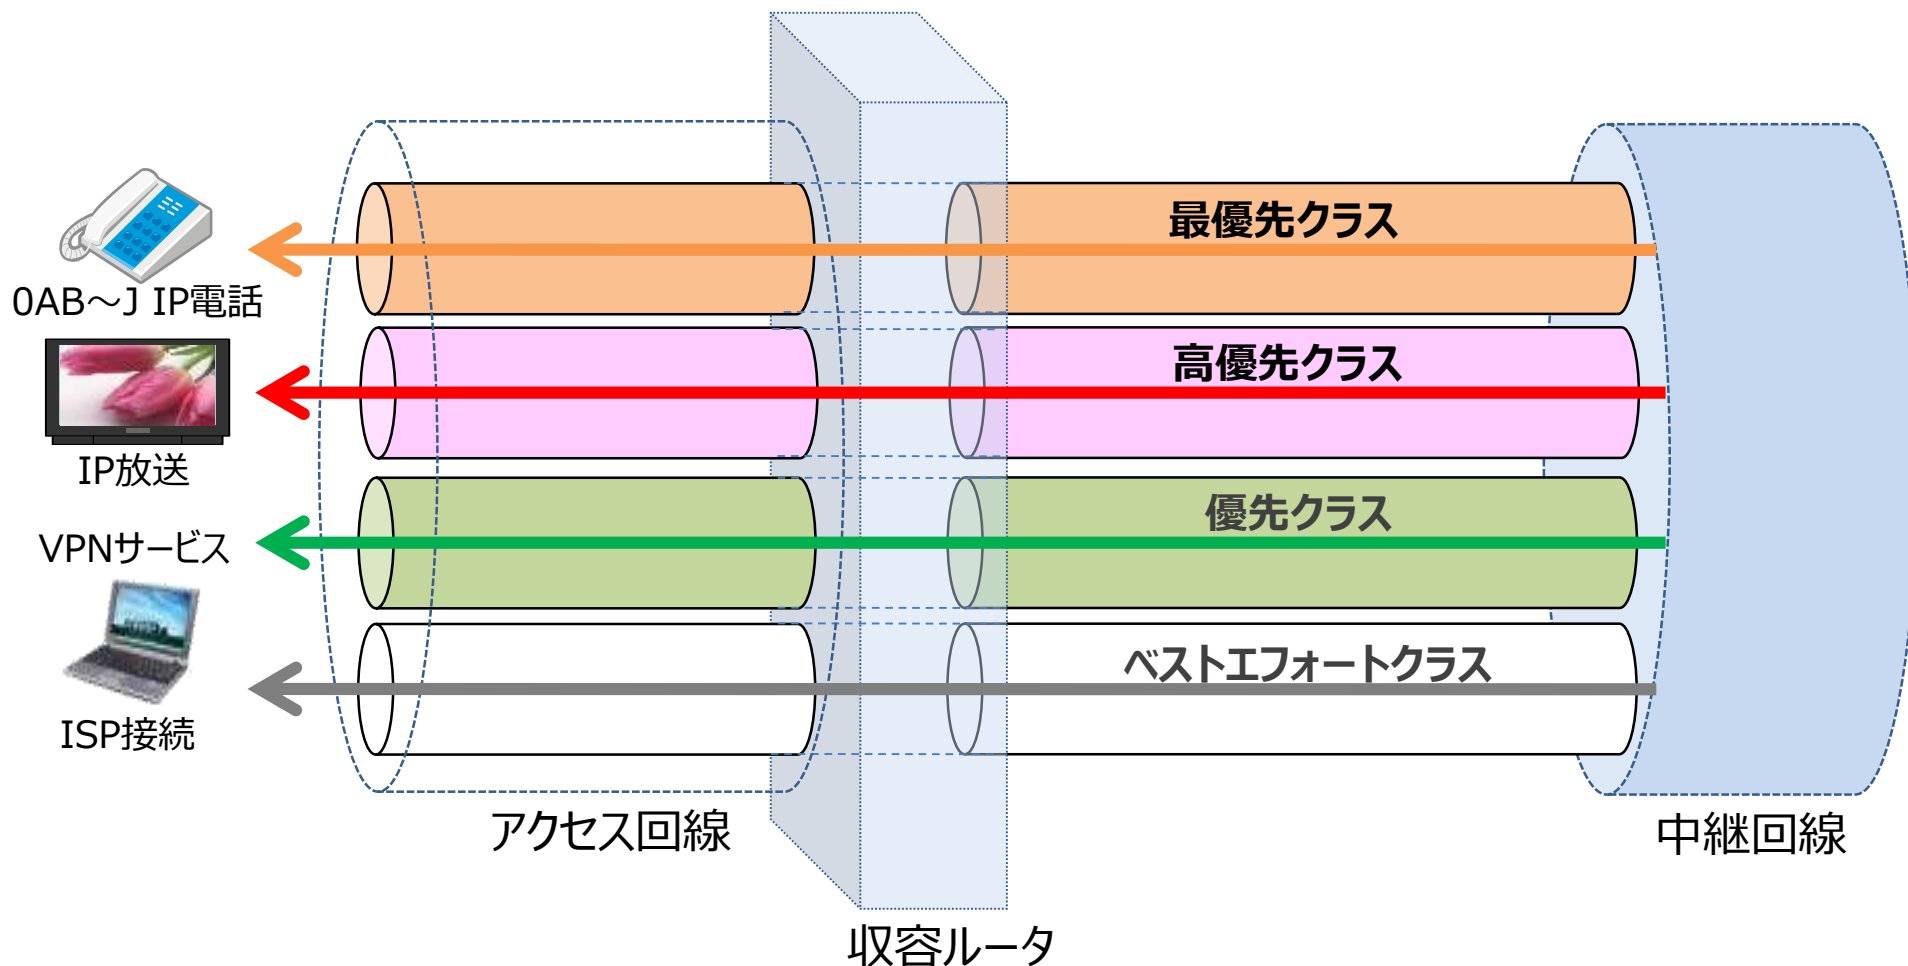 最優先クラス
0AB～J IP電話
高優先クラス
IP放送
優先クラス
VPNサービス
ベストエフォートクラス
ISP接続
アクセス回線
中継回線
収容ルータ